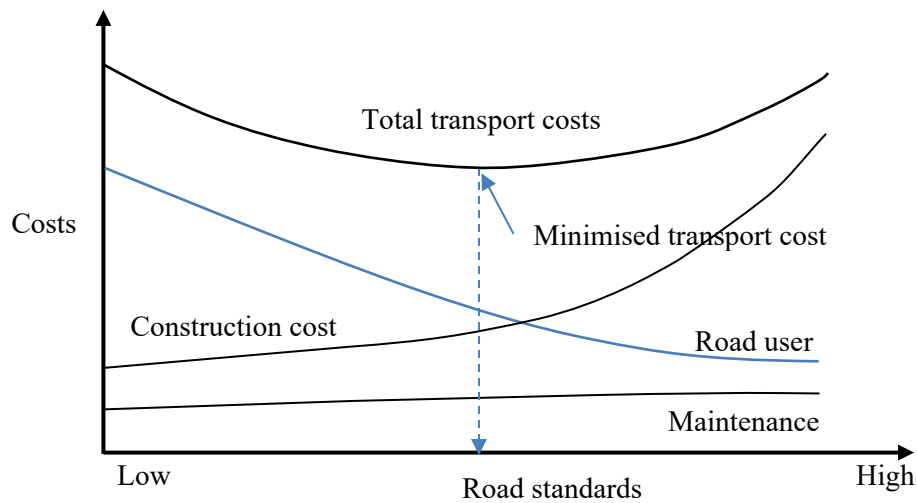 Total transport costs
Costs
Minimised transport cost
Construction cost
Road user
Maintenance
Low
High
Road standards